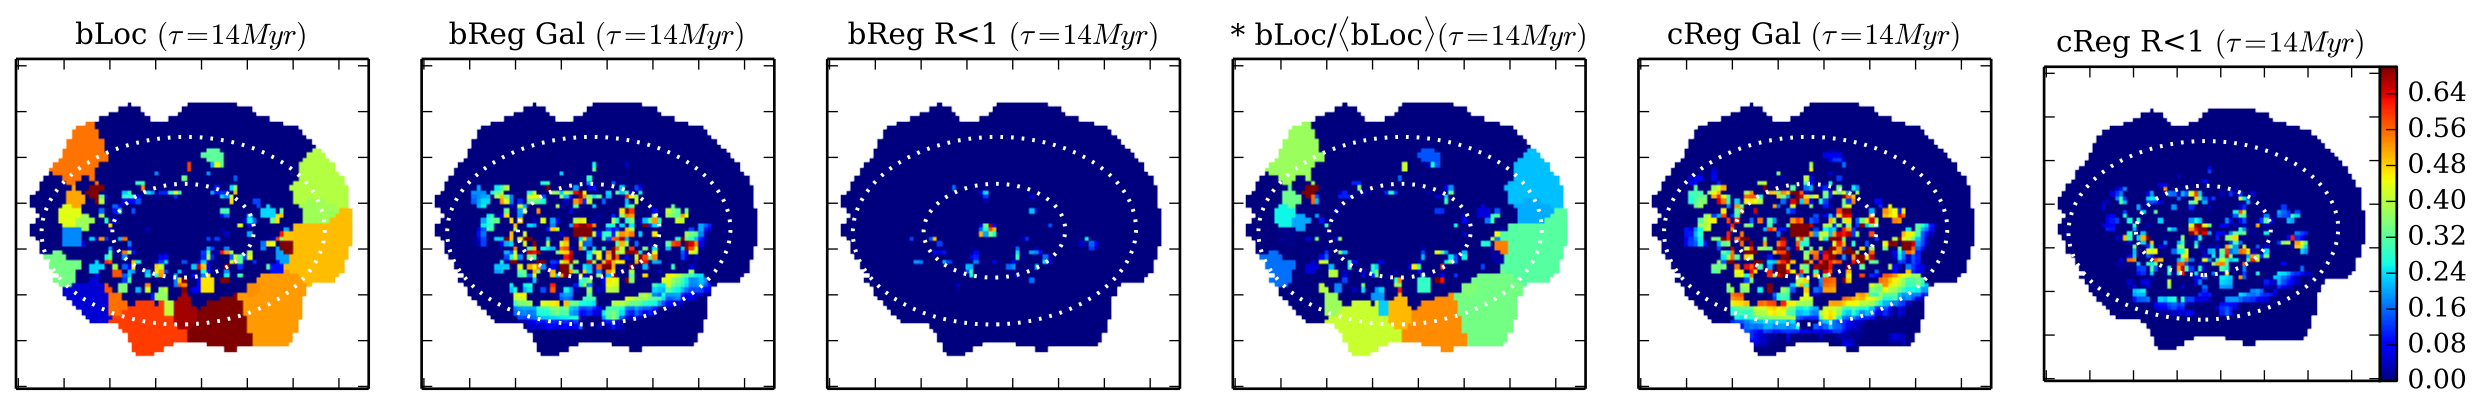 bLoc (τ=14Myr)
bReg Gal (τ=14Myr)
bReg R<1 (τ=14Myr)
* bLoc/⟨bLoc⟩(τ=14Myr)
cReg Gal (τ=14Myr)
cReg R<1 (τ=14Myr)
0.64
0.56
0.48
0.40
0.32
0.24
0.16
0.08
0.00